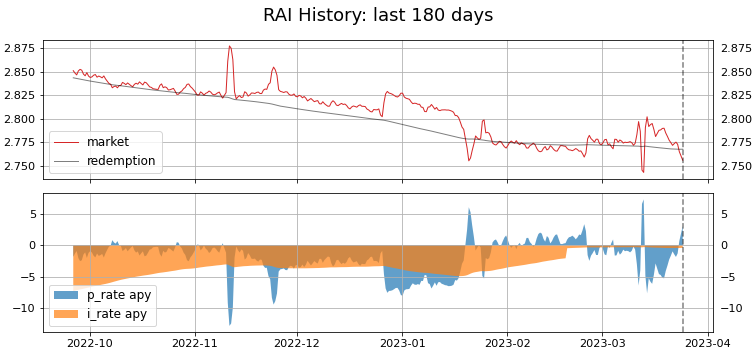 RAI History: last 180 days
2.875 2.875
2.850 2.850
2.825 2.825
2.800 2.800
2.775 2.775
2.750 2.750
market
redemption
5 5
0 0
−5 −5
−10 −10
p_rate apy
i_rate apy
2022-10 2022-11 2022-12 2023-01 2023-02 2023-03 2023-04